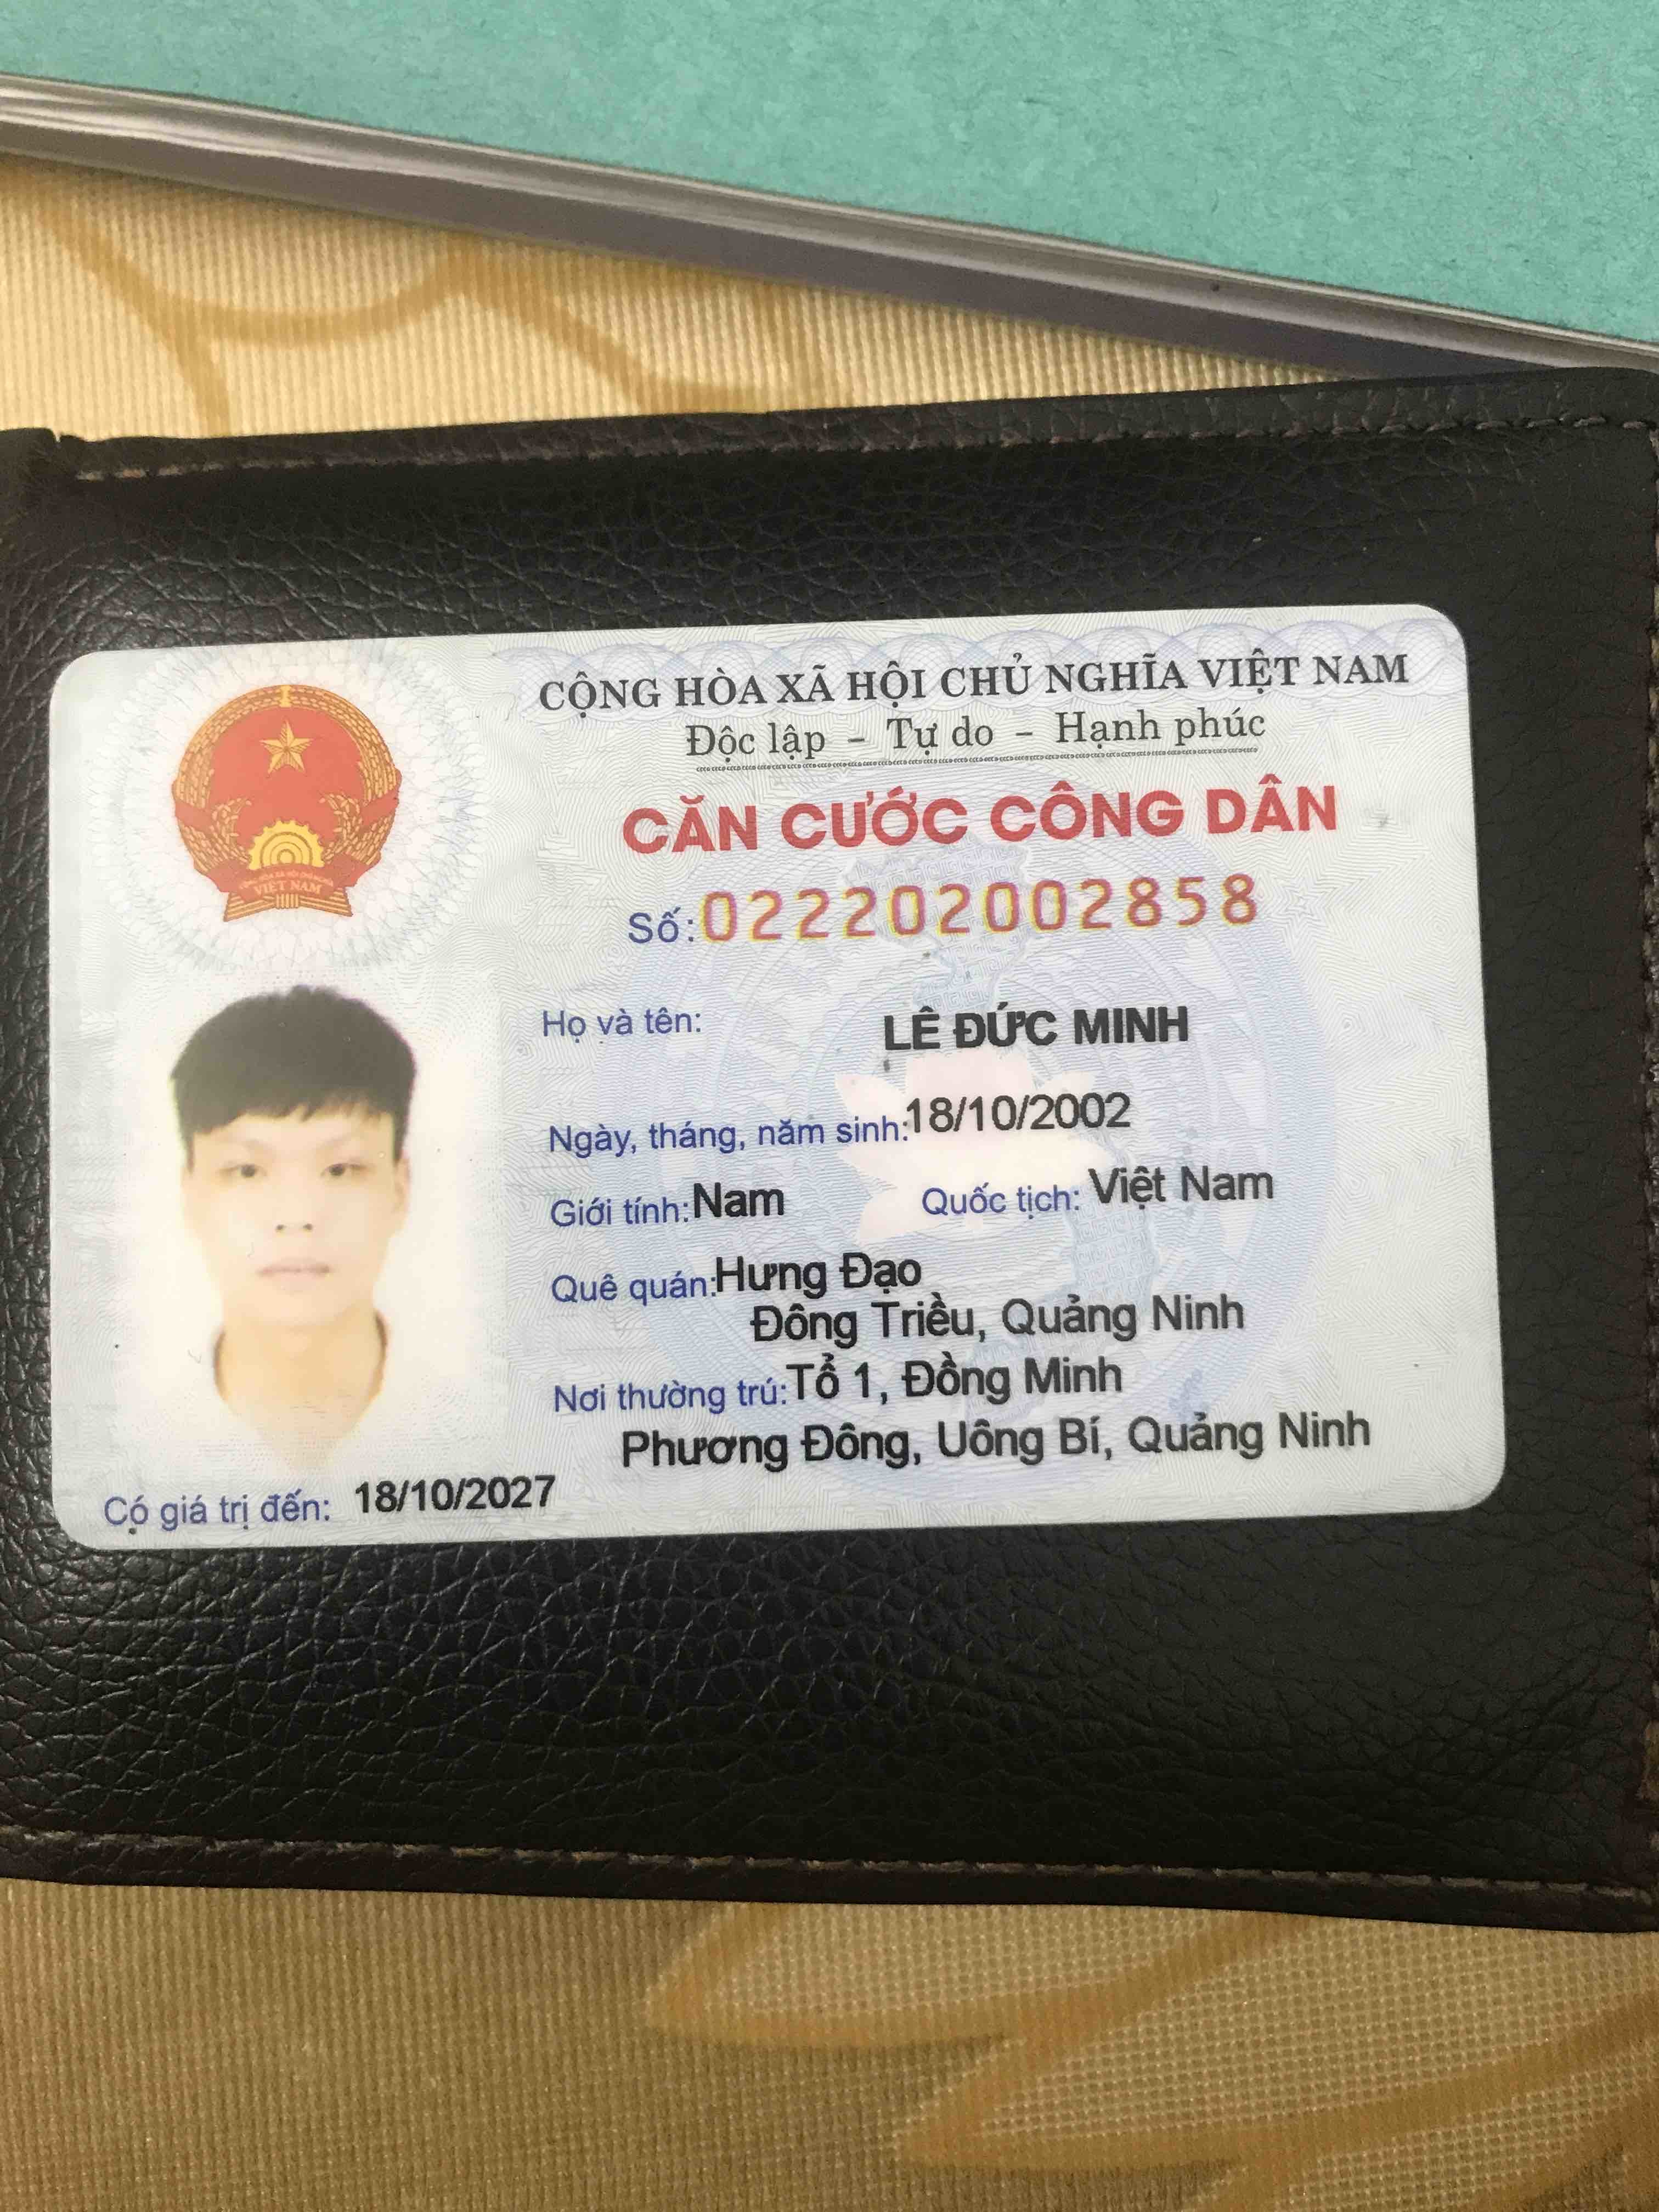 CỘNG HÒA XÃ HỘI CHỦ NGHĨA VIỆT NAM
Độc lập - Tự do - Hạnh phúc
CĂN CƯỚC CÔNG DÂN
Số: 022202002858
Họ và tên: LÊ ĐỨC MINH
Ngày, tháng, năm sinh: 18/10/2002
Giới tính: Nam Quốc tịch: Việt Nam
Quê quán: Hưng Đạo
Đông Triều, Quảng Ninh
Nơi thường trú: Tổ 1, Đồng Minh
Phương Đông, Uông Bí, Quảng Ninh
Có giá trị đến: 18/10/2027
VIỆT NAM